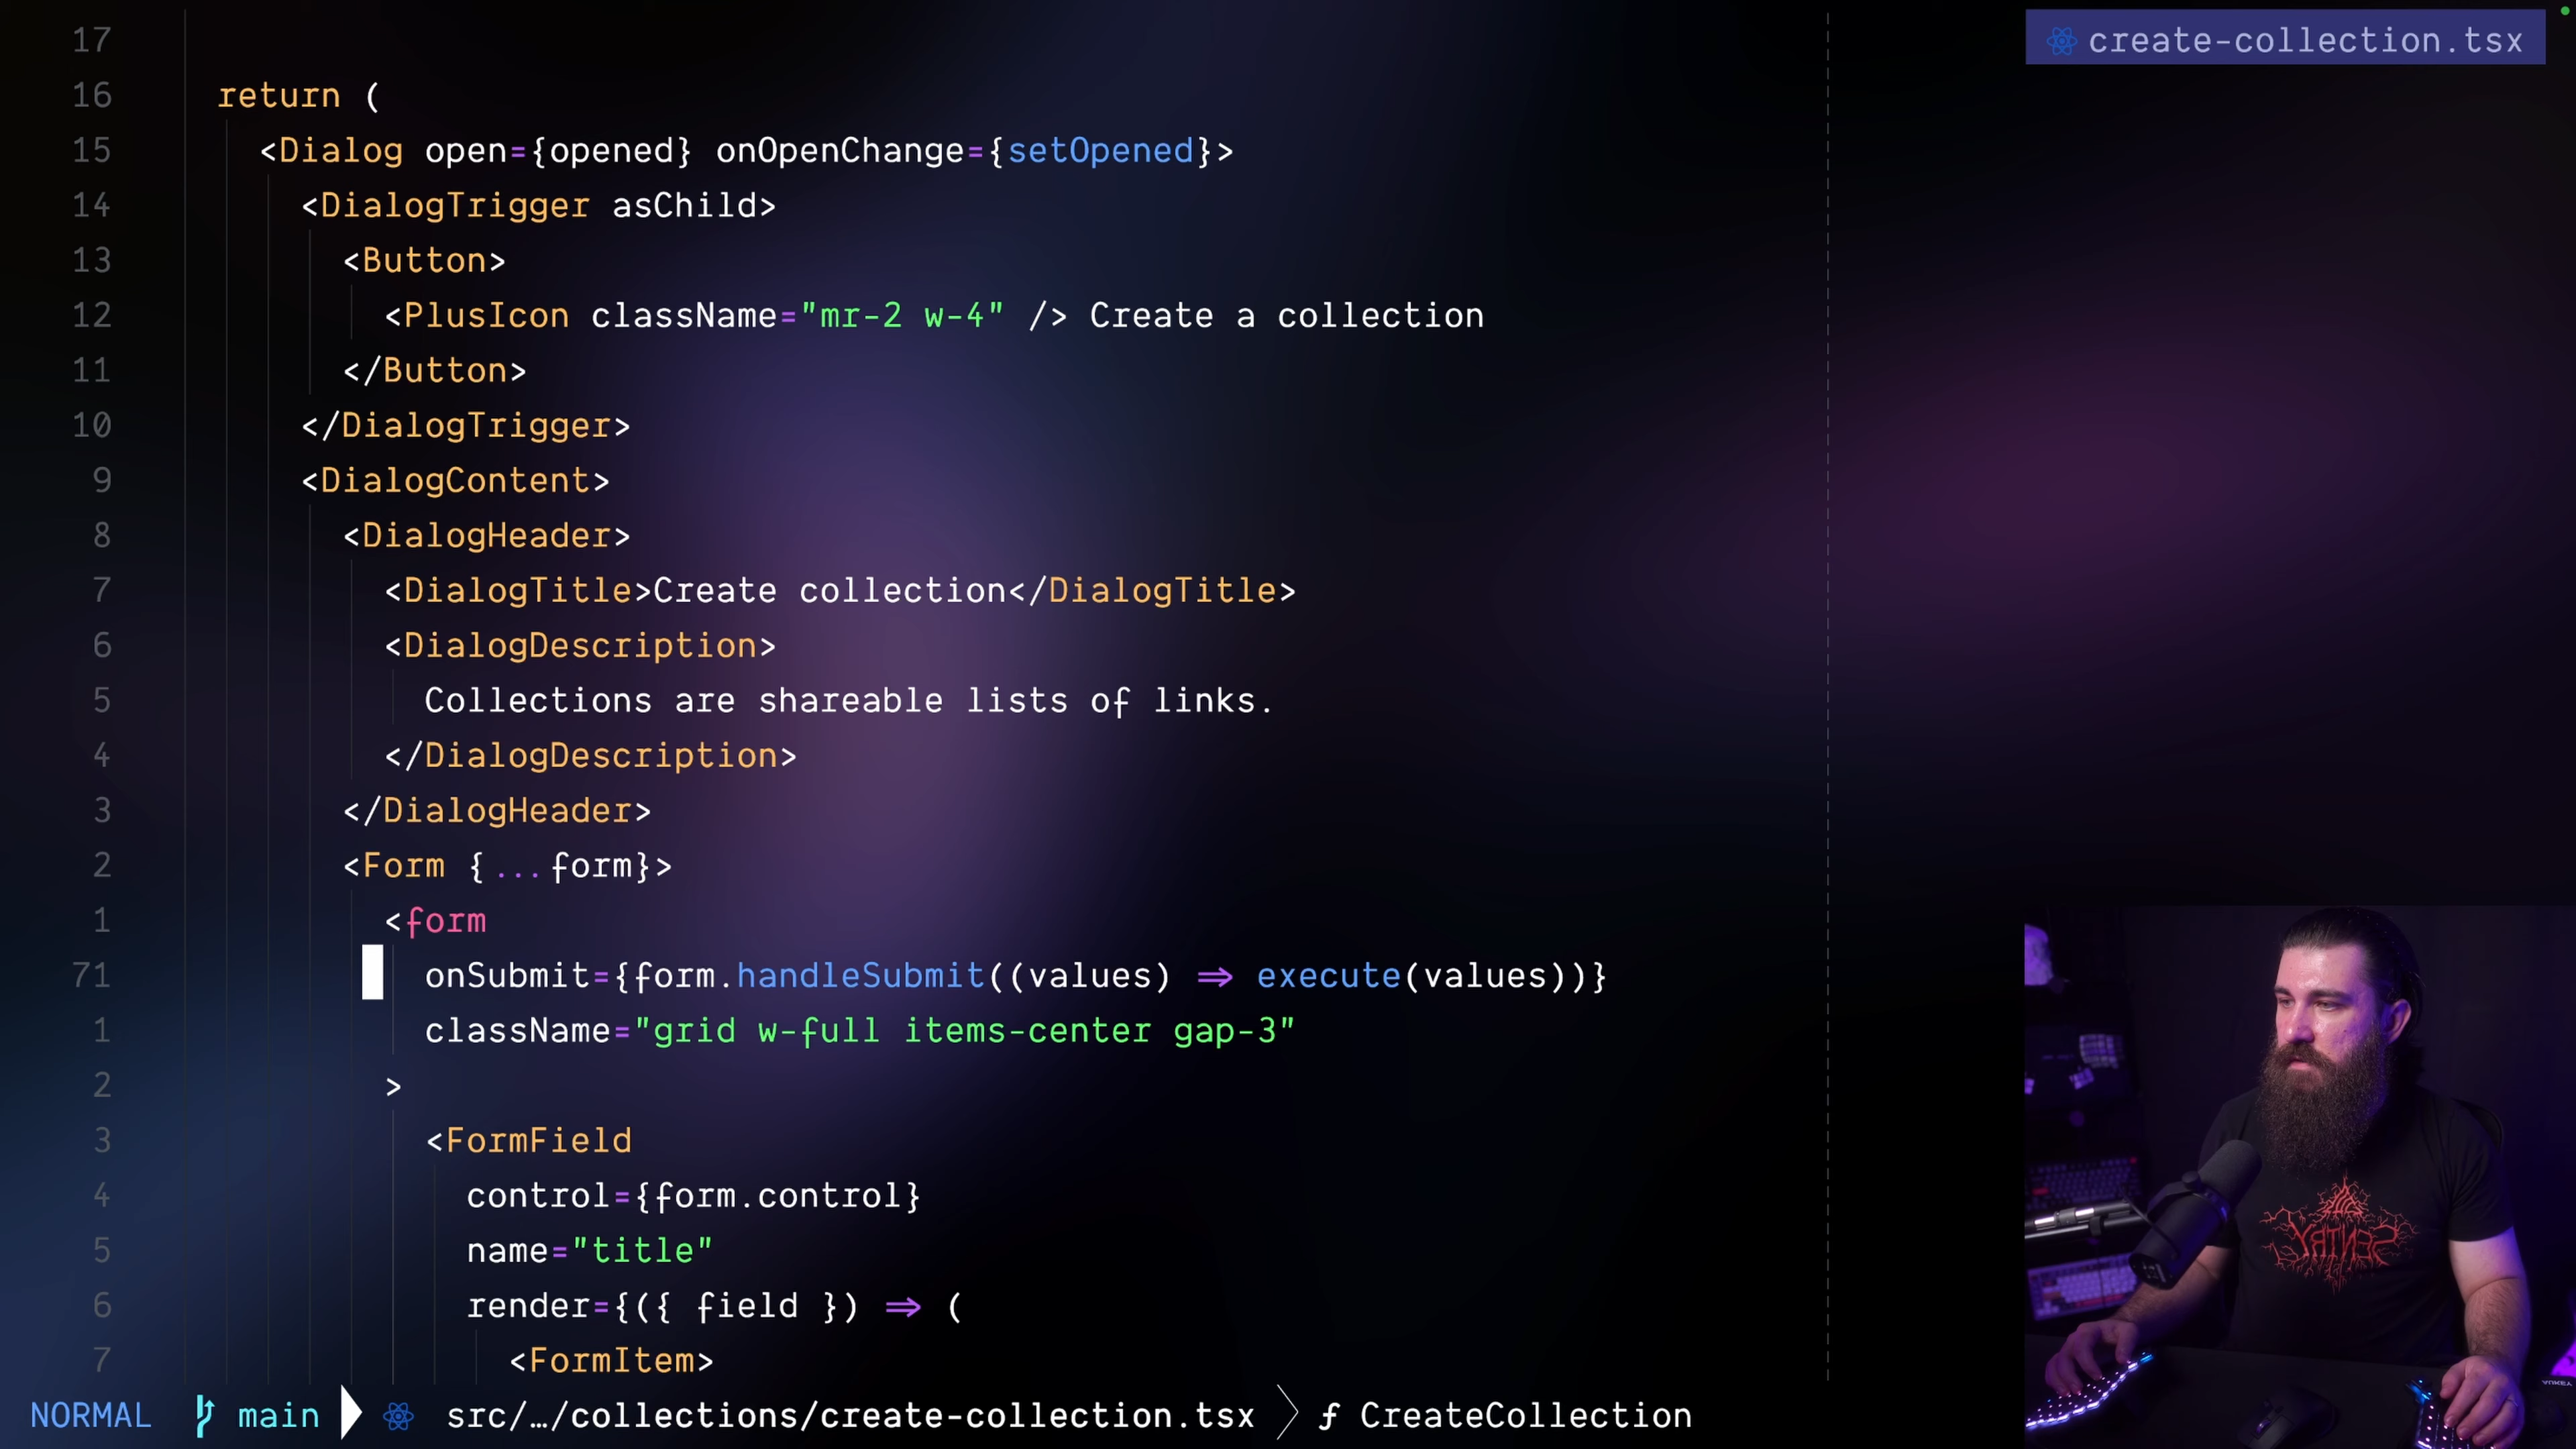 create-collection.tsx
17
16 return (
15 <Dialog open={opened} onOpenChange={setOpened}>
14 <DialogTrigger asChild>
13 <Button>
12 <PlusIcon className="mr-2 w-4" /> Create a collection
11 </Button>
10 </DialogTrigger>
9 <DialogContent>
8 <DialogHeader>
7 <DialogTitle>Create collection</DialogTitle>
6 <DialogDescription>
5 Collections are shareable lists of links.
4 </DialogDescription>
3 </DialogHeader>
2 <Form {...form}>
1 <form
71 onSubmit={form.handleSubmit((values) => execute(values))}
1 className="grid w-full items-center gap-3"
2 >
3 <FormField
4 control={form.control}
5 name="title"
6 render={({ field }) => (
7 <FormItem>
NORMAL main src/…/collections/create-collection.tsx ƒ CreateCollection
SENTRY